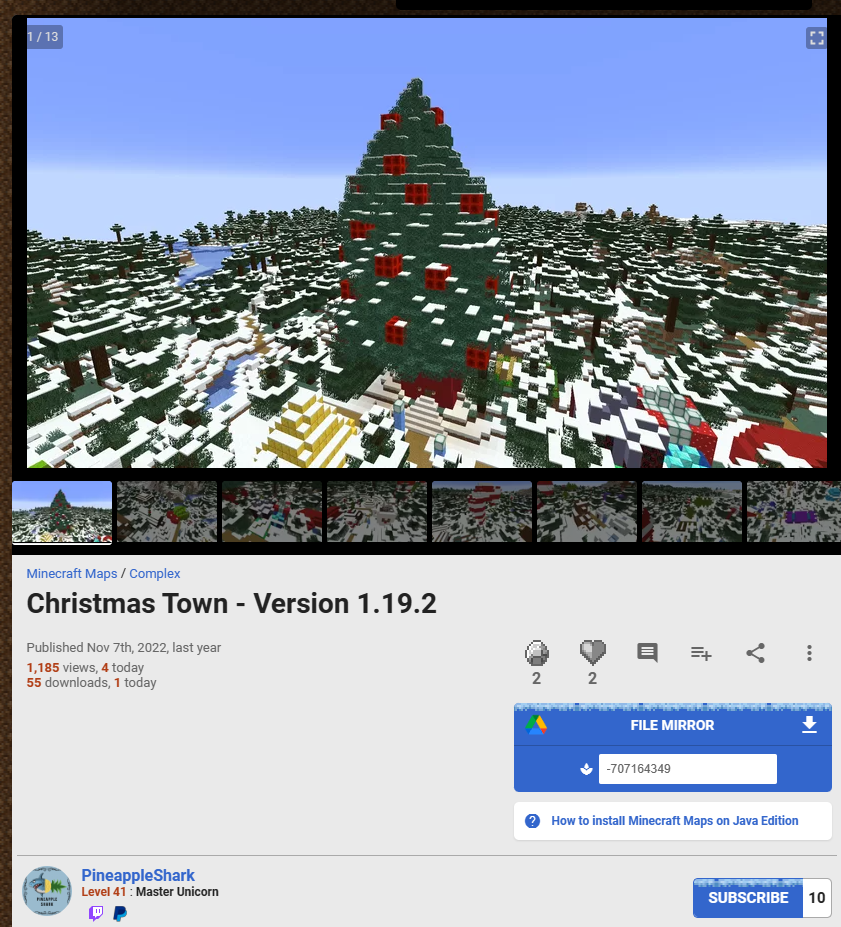 1 / 13
Minecraft Maps / Complex
Christmas Town - Version 1.19.2
Published Nov 7th, 2022, last year
1,185 views, 4 today
55 downloads, 1 today
2
2
FILE MIRROR
-707164349
How to install Minecraft Maps on Java Edition
PineappleShark
Level 41 : Master Unicorn
SUBSCRIBE 10
PINEAPPLE
SHARK